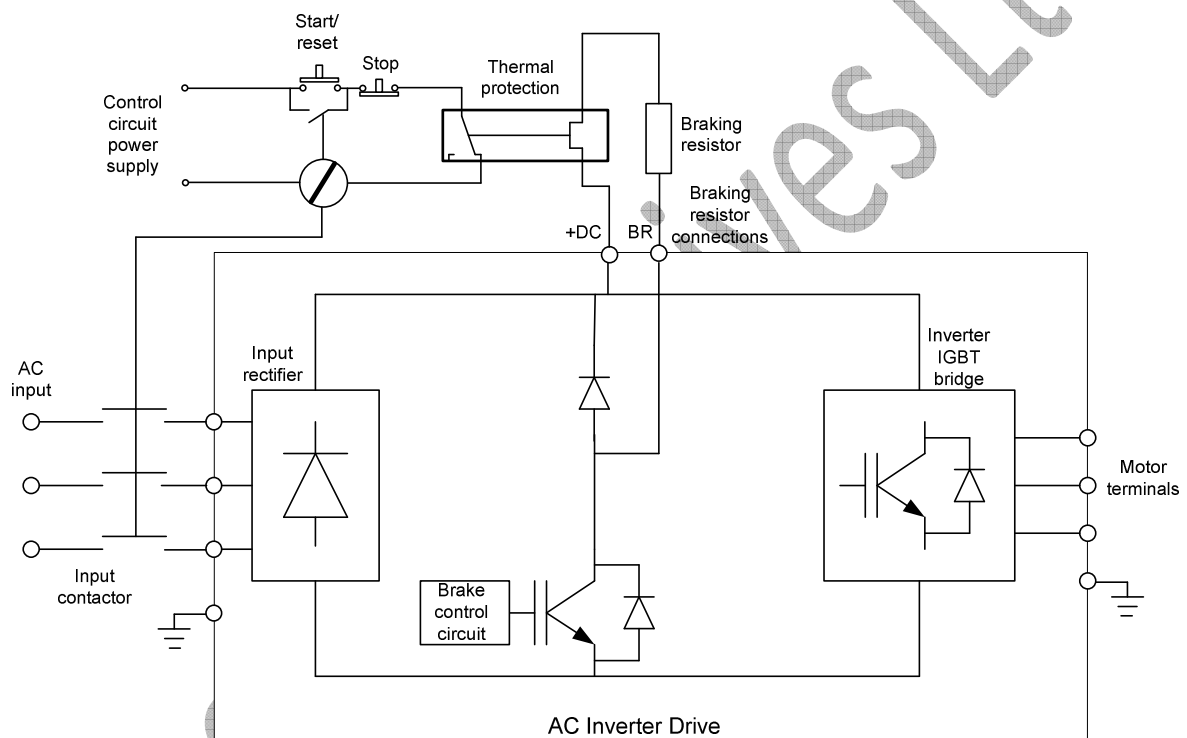 Start/
reset
Stop
Thermal
protection
Control
circuit
power
supply
Braking
resistor
Braking
resistor
connections
+DC
BR
Inverter
IGBT
bridge
Input
rectifier
AC
input
Motor
terminals
Input
contactor
Brake
control
circuit
AC Inverter Drive